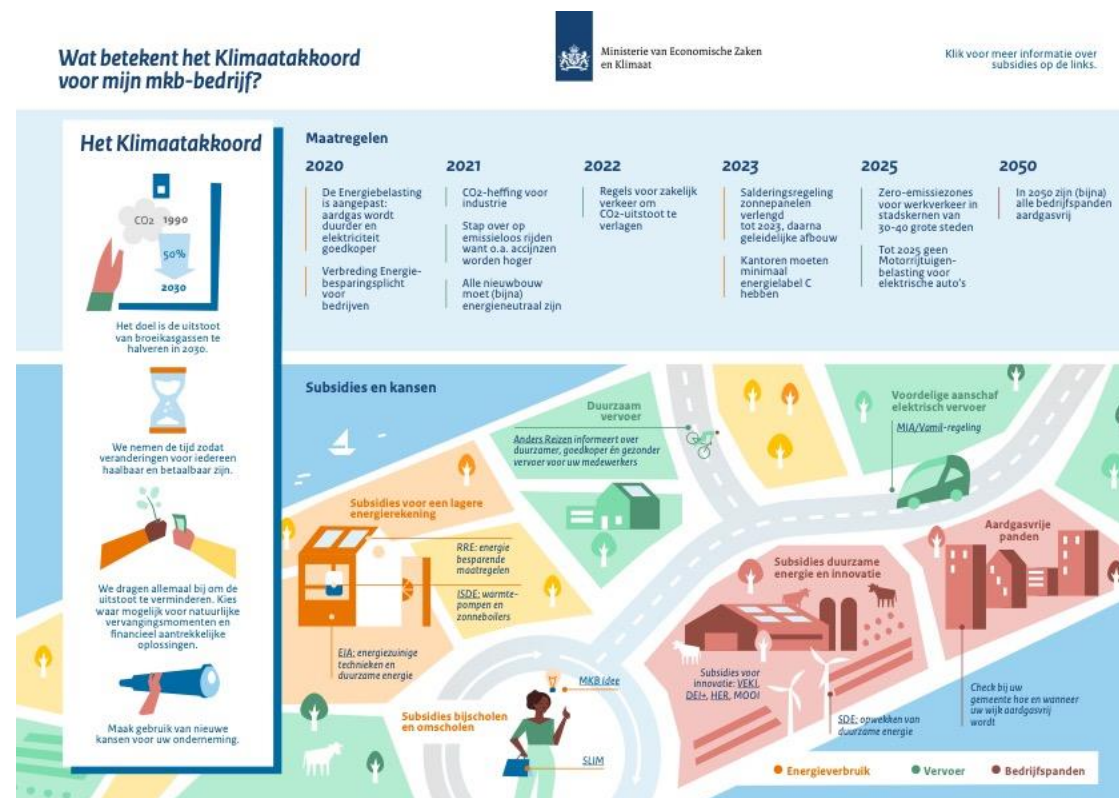 Wat betekent het Klimaatakkoord
voor mijn mkb-bedrijf?
Ministerie van Economische Zaken
en Klimaat
Klik voor meer informatie over
subsidies op de links.
Het Klimaatakkoord
CO2 1990
50%
2030
Het doel is de uitstoot
van broeikasgassen te
halveren in 2030.
We nemen de tijd zodat
veranderingen voor iedereen
haalbaar en betaalbaar zijn.
We dragen allemaal bij om de
uitstoot te verminderen. Kies
waar mogelijk voor natuurlijke
vervangingsmomenten en
financieel aantrekkelijke
oplossingen.
Maak gebruik van nieuwe
kansen voor uw onderneming.
Maatregelen
2020
De Energiebelasting
is aangepast:
aardgas wordt
duurder en
elektriciteit
goedkoper
Verbreding Energie-
besparingsplicht
voor
bedrijven
2021
CO2-heffing voor
industrie
Stap over op
emissieloos rijden
want o.a. accijnzen
worden hoger
Alle nieuwbouw
moet (bijna)
energieneutraal zijn
2022
Regels voor zakelijk
verkeer om
CO2-uitstoot te
verlagen
2023
Salderingsregeling
zonnepanelen
verlengd
tot 2023, daarna
geleidelijke afbouw
Kantoren moeten
minimaal
energielabel C
hebben
2025
Zero-emissiezones
voor werkverkeer in
stadskernen van
30-40 grote steden
Tot 2025 geen
Motorrijtuigen-
belasting voor
elektrische auto's
2050
In 2050 zijn (bijna)
alle bedrijfspanden
aardgasvrij
Subsidies en kansen
Duurzaam
vervoer
Anders Reizen informeert over
duurzamer, goedkoper én gezonder
vervoer voor uw medewerkers
Voordelige aanschaf
elektrisch vervoer
MIA/Vamil-regeling
Subsidies voor een lagere
energierekening
RRE: energie
besparende
maatregelen
ISDE: warmte-
pompen en
zonneboilers
EIA: energiezuinige
technieken en
duurzame energie
Subsidies duurzame
energie en innovatie
Subsidies voor
innovatie: VEKI,
DEI+, HER, MOOI
SDE: opwekken van
duurzame energie
Aardgasvrije
panden
Check bij uw
gemeente hoe en wanneer
uw wijk aardgasvrij
wordt
Subsidies bijscholen
en omscholen
MKB idee
SLIM
Energieverbruik
Vervoer
Bedrijfspanden